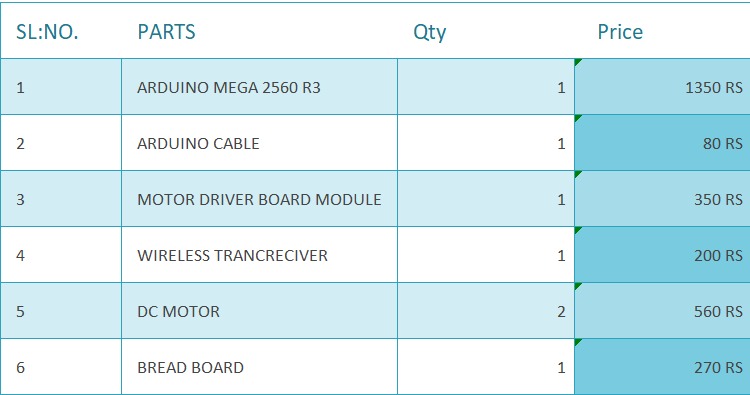 SL:NO. PARTS Qty Price
1 ARDUINO MEGA 2560 R3 1 1350 RS
2 ARDUINO CABLE 1 80 RS
3 MOTOR DRIVER BOARD MODULE 1 350 RS
4 WIRELESS TRANCRECIVER 1 200 RS
5 DC MOTOR 2 560 RS
6 BREAD BOARD 1 270 RS